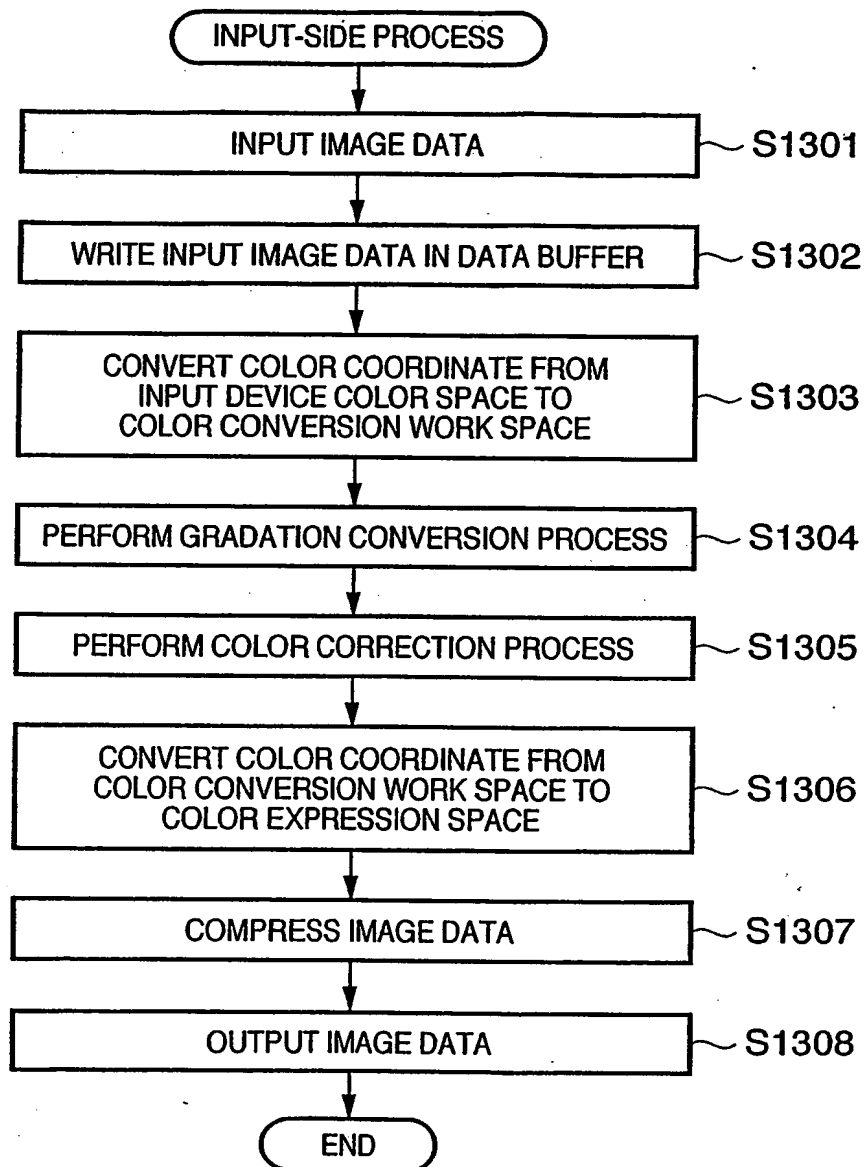 INPUT-SIDE PROCESS
INPUT IMAGE DATA
S1301
WRITE INPUT IMAGE DATA IN DATA BUFFER
S1302
CONVERT COLOR COORDINATE FROM
INPUT DEVICE COLOR SPACE TO
COLOR CONVERSION WORK SPACE
S1303
PERFORM GRADATION CONVERSION PROCESS
S1304
PERFORM COLOR CORRECTION PROCESS
S1305
CONVERT COLOR COORDINATE FROM
COLOR CONVERSION WORK SPACE TO
COLOR EXPRESSION SPACE
S1306
COMPRESS IMAGE DATA
S1307
OUTPUT IMAGE DATA
S1308
END